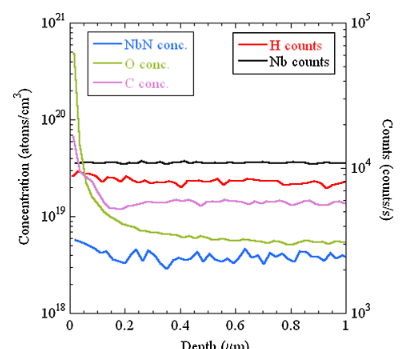 10^21
10^20
10^19
10^18
Concentration (atoms/cm^3)
NbN conc.
O conc.
C conc.
H counts
Nb counts
10^5
10^4
10^3
Counts (counts/s)
0
0.2
0.4
0.6
0.8
1
Depth (μm)